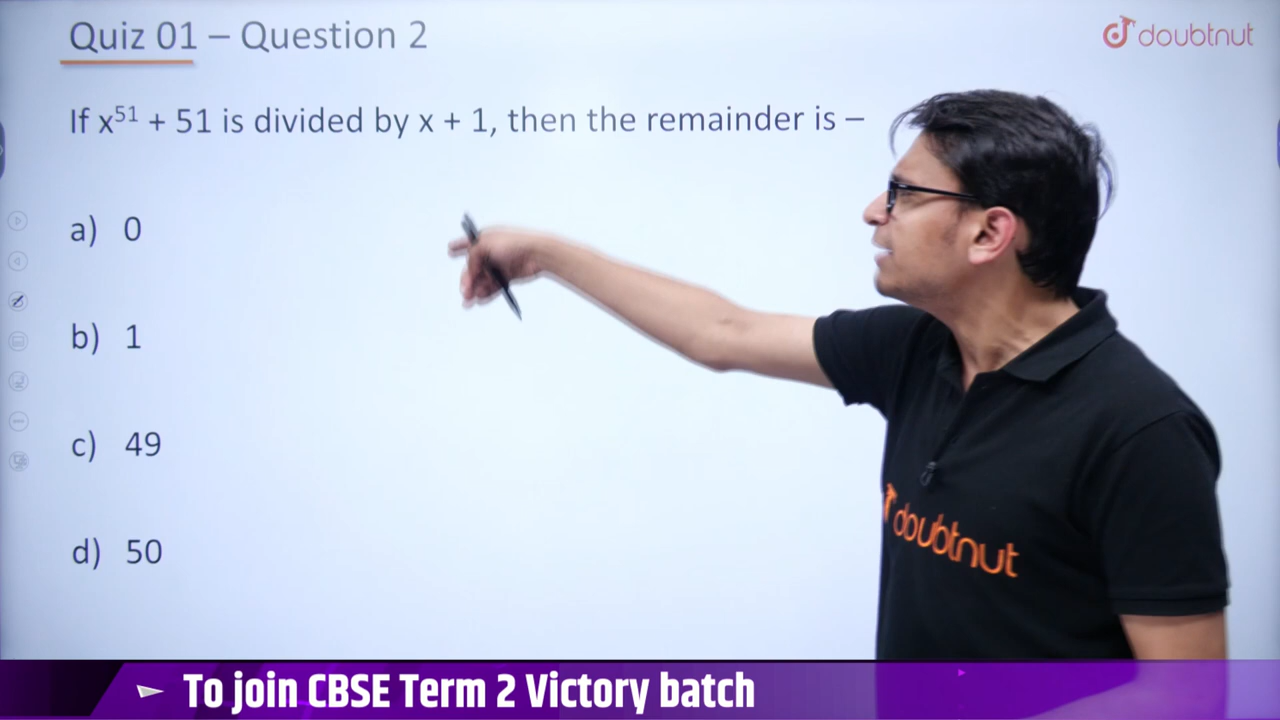 Quiz 01 – Question 2
doubtnut
If x⁵¹ + 51 is divided by x + 1, then the remainder is –
a) 0
b) 1
c) 49
d) 50
doubtnut
To join CBSE Term 2 Victory batch